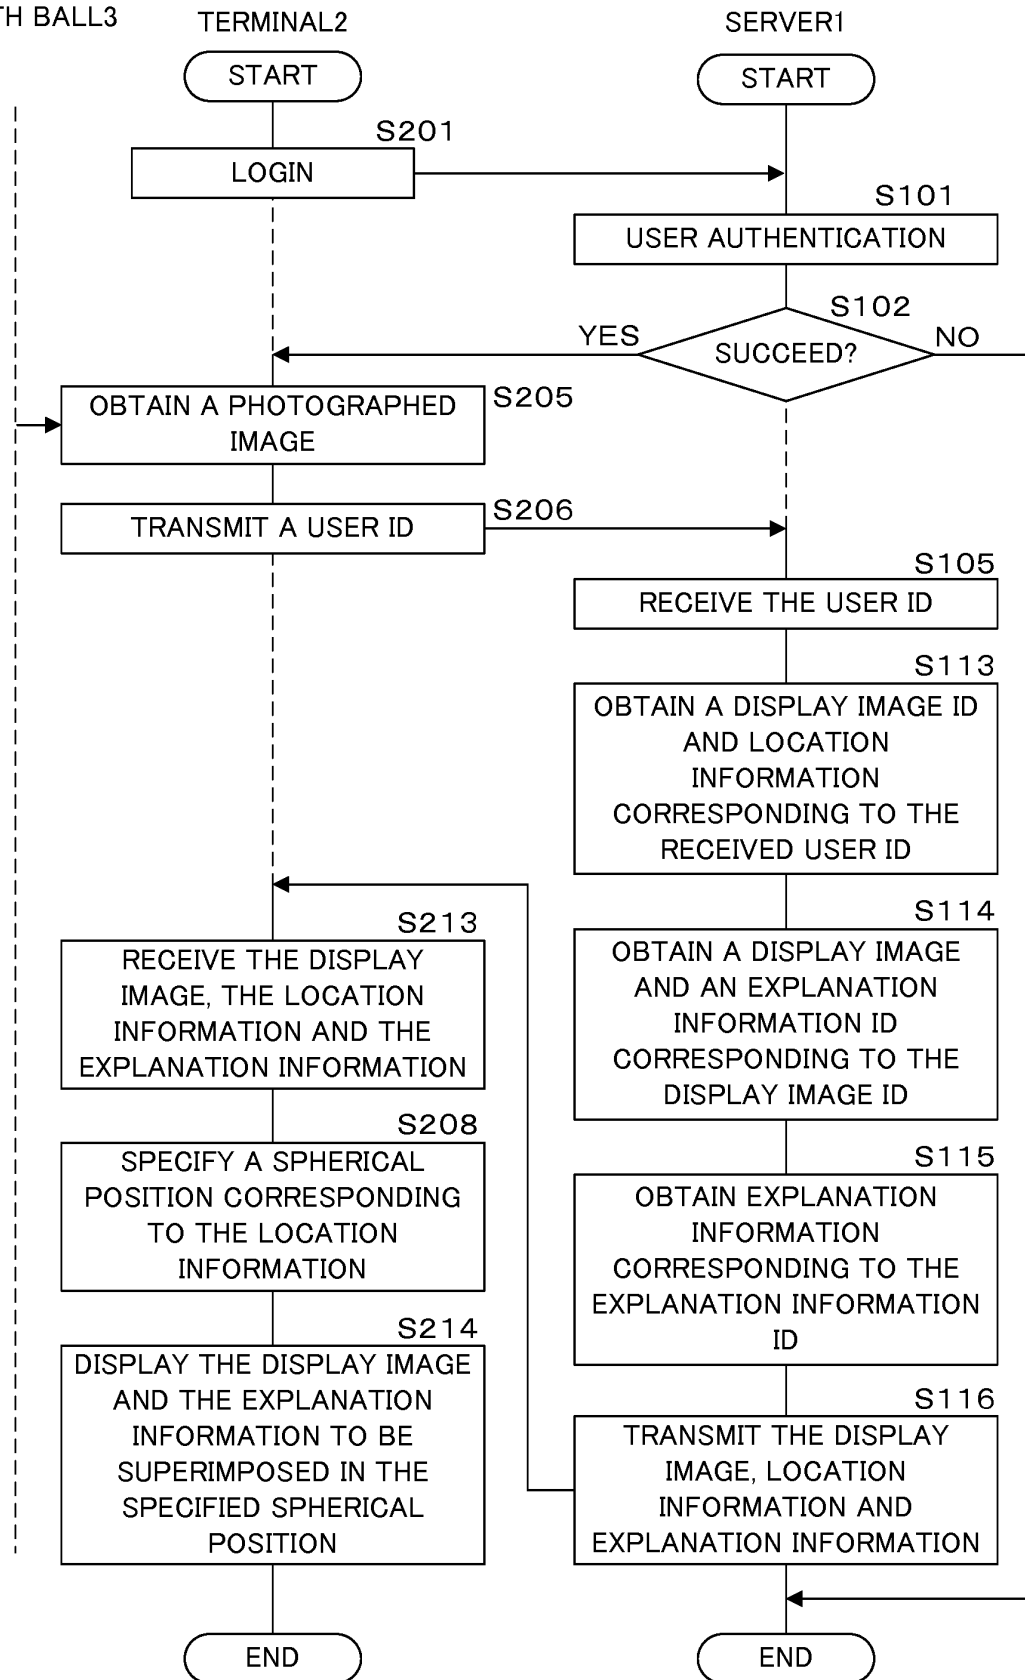 TH BALL3
TERMINAL2
SERVER1
START
START
S201
LOGIN
S101
USER AUTHENTICATION
S102
SUCCEED?
YES
NO
OBTAIN A PHOTOGRAPHED
IMAGE
S205
TRANSMIT A USER ID
S206
S105
RECEIVE THE USER ID
S113
OBTAIN A DISPLAY IMAGE ID
AND LOCATION
INFORMATION
CORRESPONDING TO THE
RECEIVED USER ID
S114
OBTAIN A DISPLAY IMAGE
AND AN EXPLANATION
INFORMATION ID
CORRESPONDING TO THE
DISPLAY IMAGE ID
S213
RECEIVE THE DISPLAY
IMAGE, THE LOCATION
INFORMATION AND THE
EXPLANATION INFORMATION
S208
SPECIFY A SPHERICAL
POSITION CORRESPONDING
TO THE LOCATION
INFORMATION
S115
OBTAIN EXPLANATION
INFORMATION
CORRESPONDING TO THE
EXPLANATION INFORMATION
ID
S214
DISPLAY THE DISPLAY IMAGE
AND THE EXPLANATION
INFORMATION TO BE
SUPERIMPOSED IN THE
SPECIFIED SPHERICAL
POSITION
S116
TRANSMIT THE DISPLAY
IMAGE, LOCATION
INFORMATION AND
EXPLANATION INFORMATION
END
END